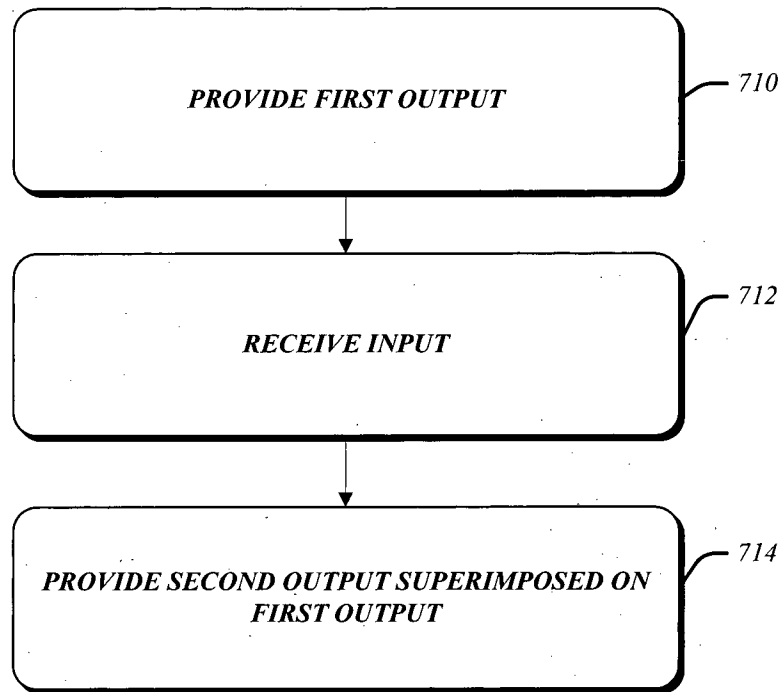 PROVIDE FIRST OUTPUT
710
RECEIVE INPUT
712
PROVIDE SECOND OUTPUT SUPERIMPOSED ON
FIRST OUTPUT
714